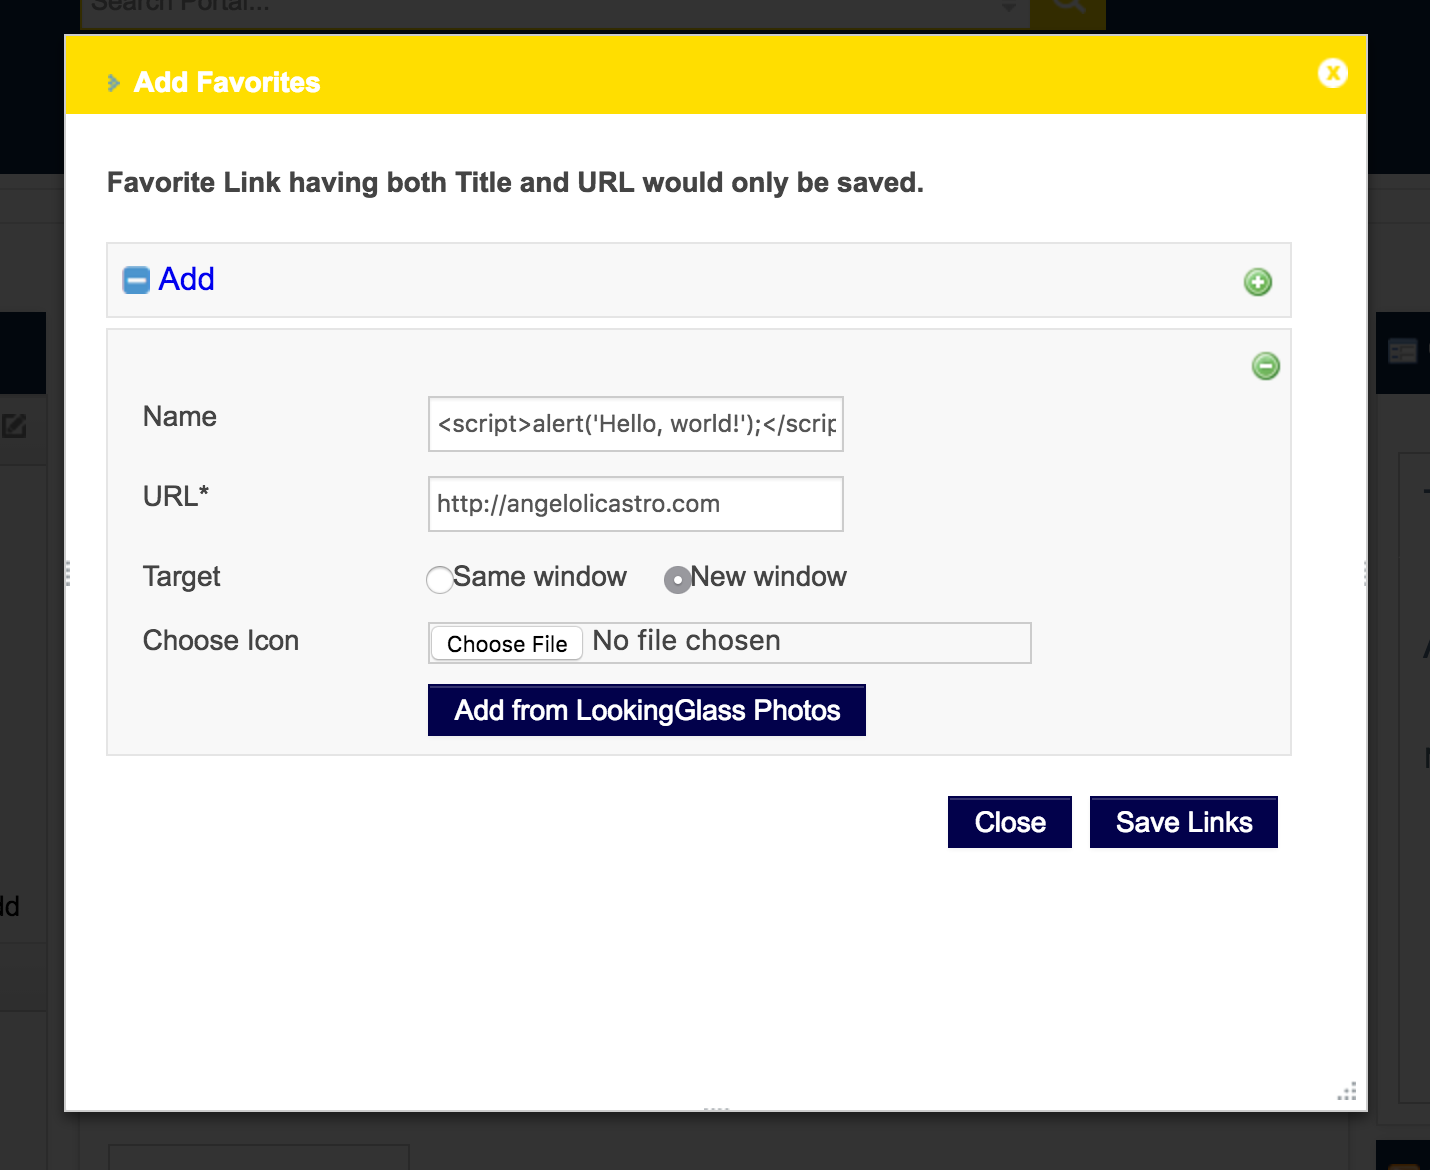 Search Portal...
Add Favorites
Favorite Link having both Title and URL would only be saved.
Add
Name
<script>alert('Hello, world!');</scrip
URL*
http://angelolicastro.com
Target
Same window
New window
Choose Icon
Choose File
No file chosen
Add from LookingGlass Photos
Close
Save Links